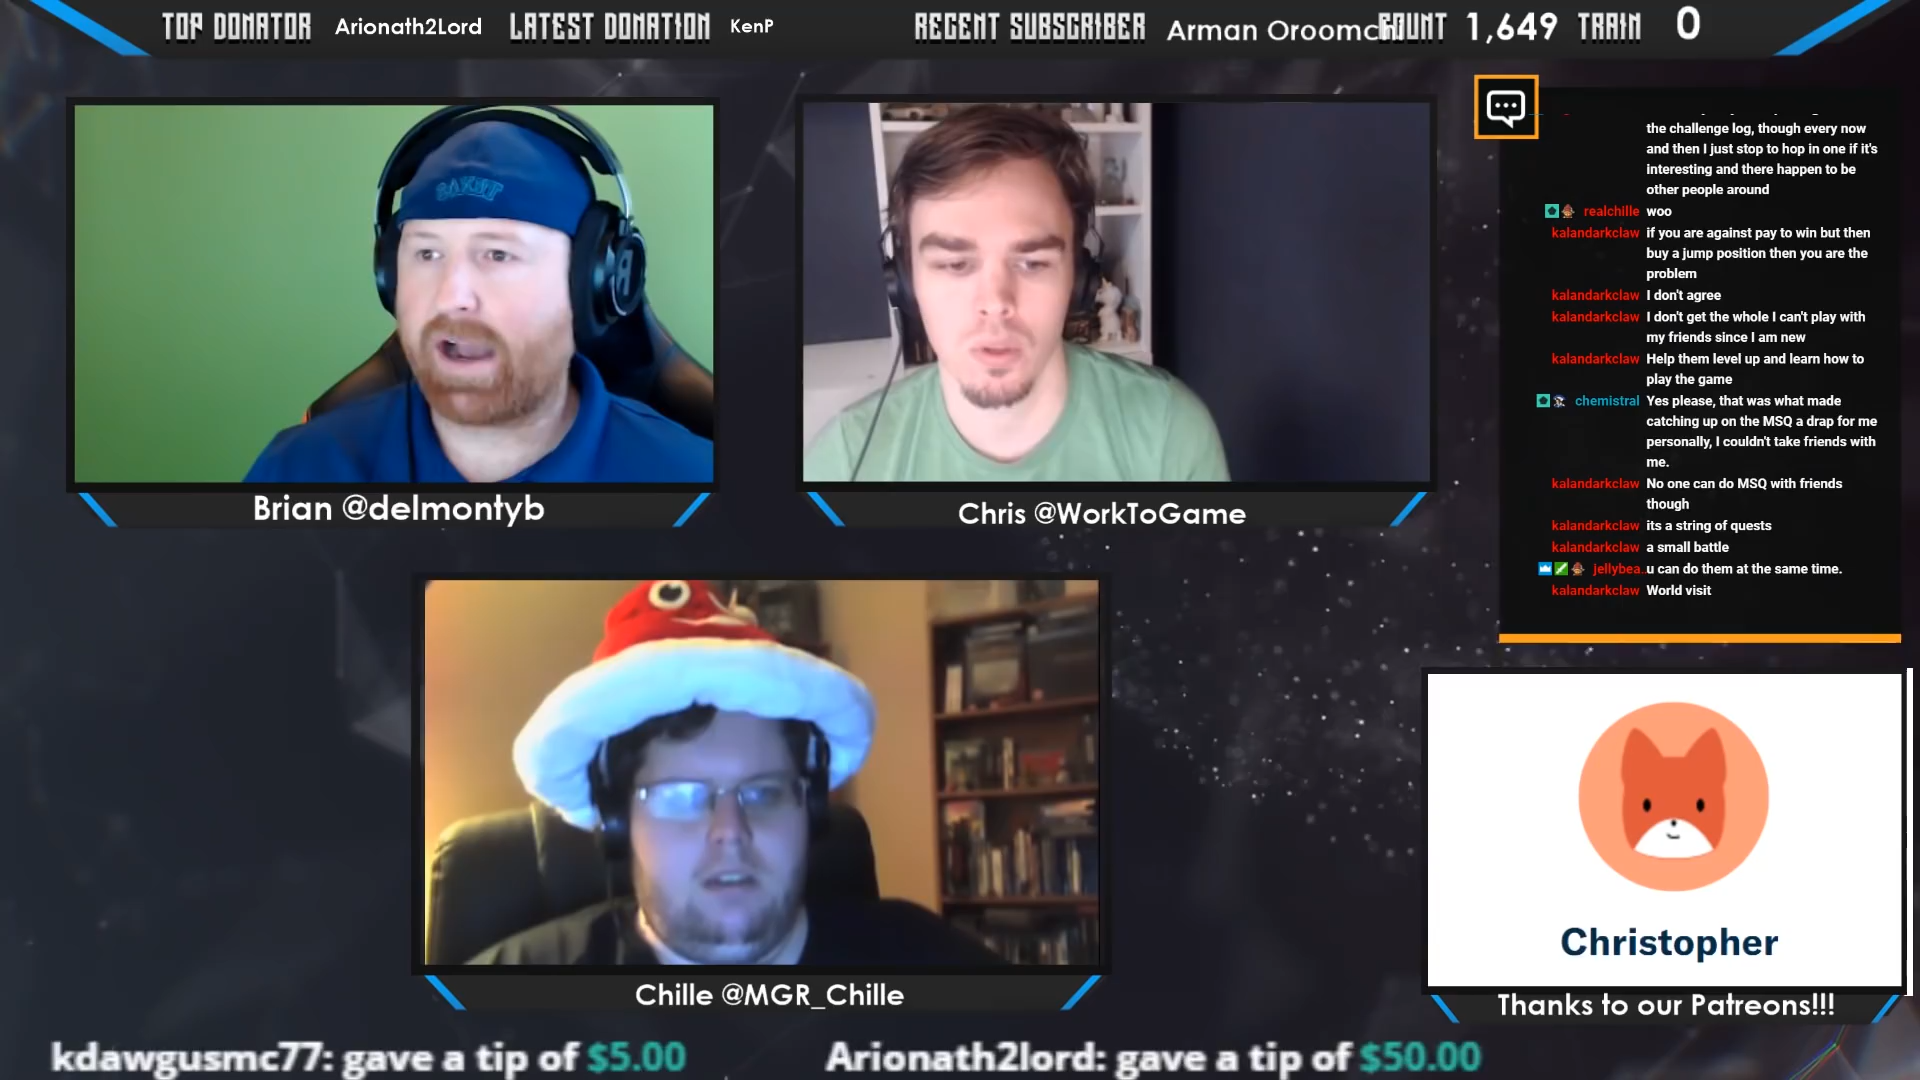 TOP DONATOR Arionath2Lord LATEST DONATION KenP RECENT SUBSCRIBER Arman COUNT 1,649 TRAIN 0
the challenge log, though every now
and then I just stop to hop in one if it's
interesting and there happen to be
other people around
realchille woo
kalandarkclaw if you are against pay to win but then
buy a jump position then you are the
problem
kalandarkclaw I don't agree
kalandarkclaw I don't get the whole I can't play with
my friends since I am new
kalandarkclaw Help them level up and learn how to
play the game
chemistral Yes please, that was what made
catching up on the MSQ a drap for me
personally, I couldn't take friends with
me.
kalandarkclaw No one can do MSQ with friends
though
kalandarkclaw its a string of quests
kalandarkclaw a small battle
jellybea.. u can do them at the same time.
kalandarkclaw World visit
Brian @delmontyb
Chris @WorkToGame
Chille @MGR_Chille
Christopher
Thanks to our Patreons!!!
kdawgusmc77: gave a tip of $5.00 Arionath2lord: gave a tip of $50.00